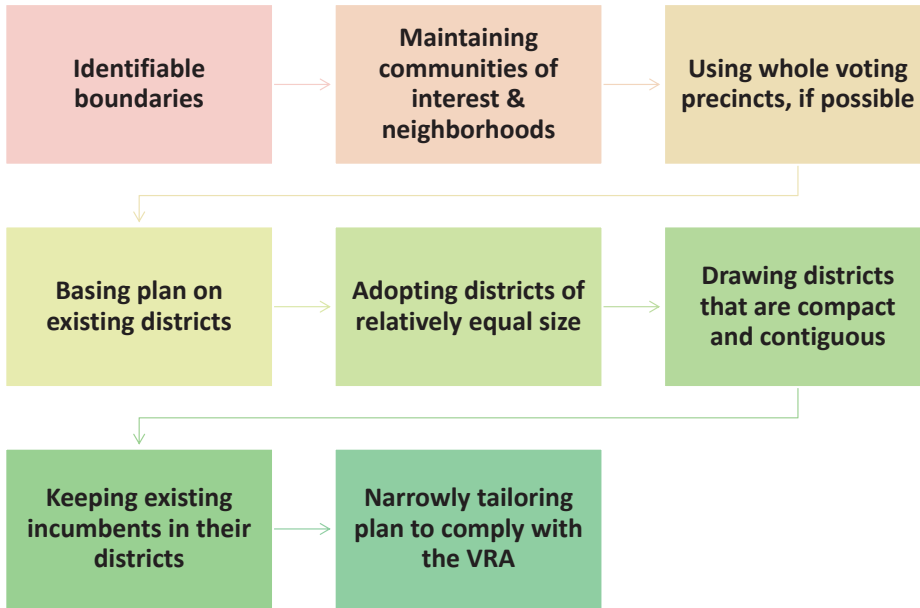 Identifiable
boundaries
Maintaining
communities of
interest &
neighborhoods
Using whole voting
precincts, if possible
Basing plan on
existing districts
Adopting districts of
relatively equal size
Drawing districts
that are compact
and contiguous
Keeping existing
incumbents in their
districts
Narrowly tailoring
plan to comply with
the VRA